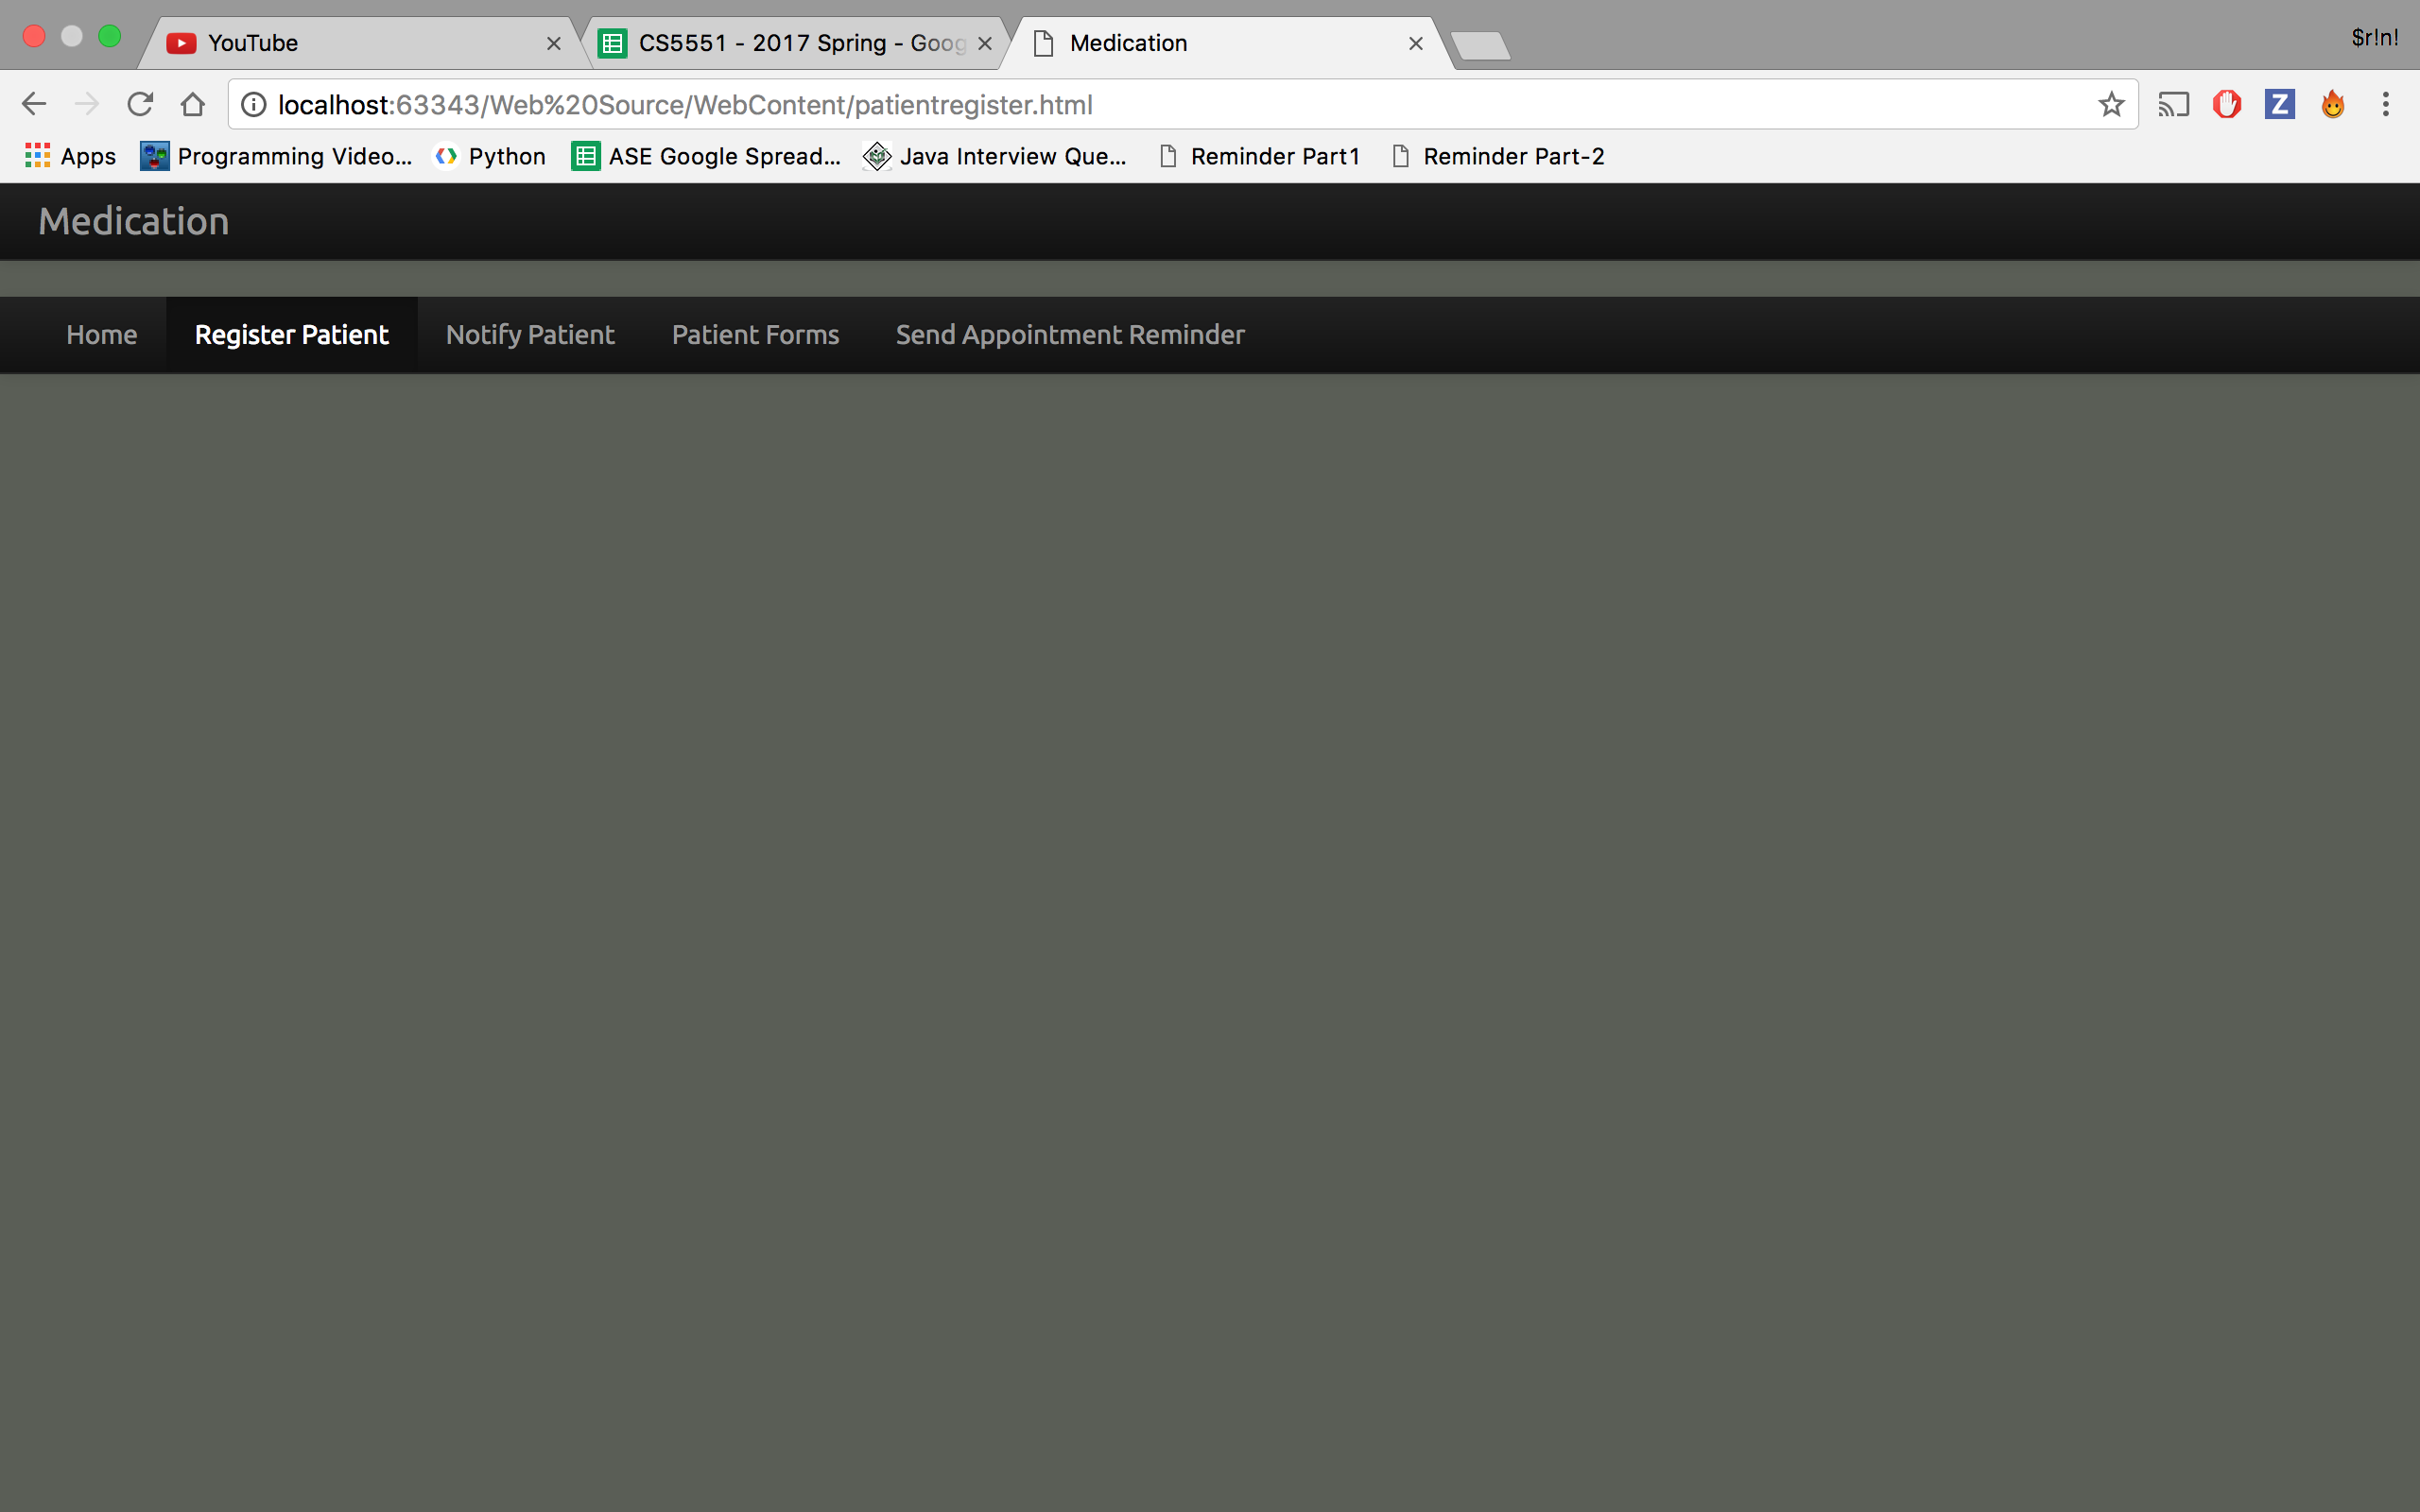 YouTube
CS5551 - 2017 Spring - Goog
Medication
$r!n!
localhost:63343/Web%20Source/WebContent/patientregister.html
Z
Apps
Programming Video...
Python
ASE Google Spread...
Java Interview Que...
Reminder Part1
Reminder Part-2
Medication
Home
Register Patient
Notify Patient
Patient Forms
Send Appointment Reminder